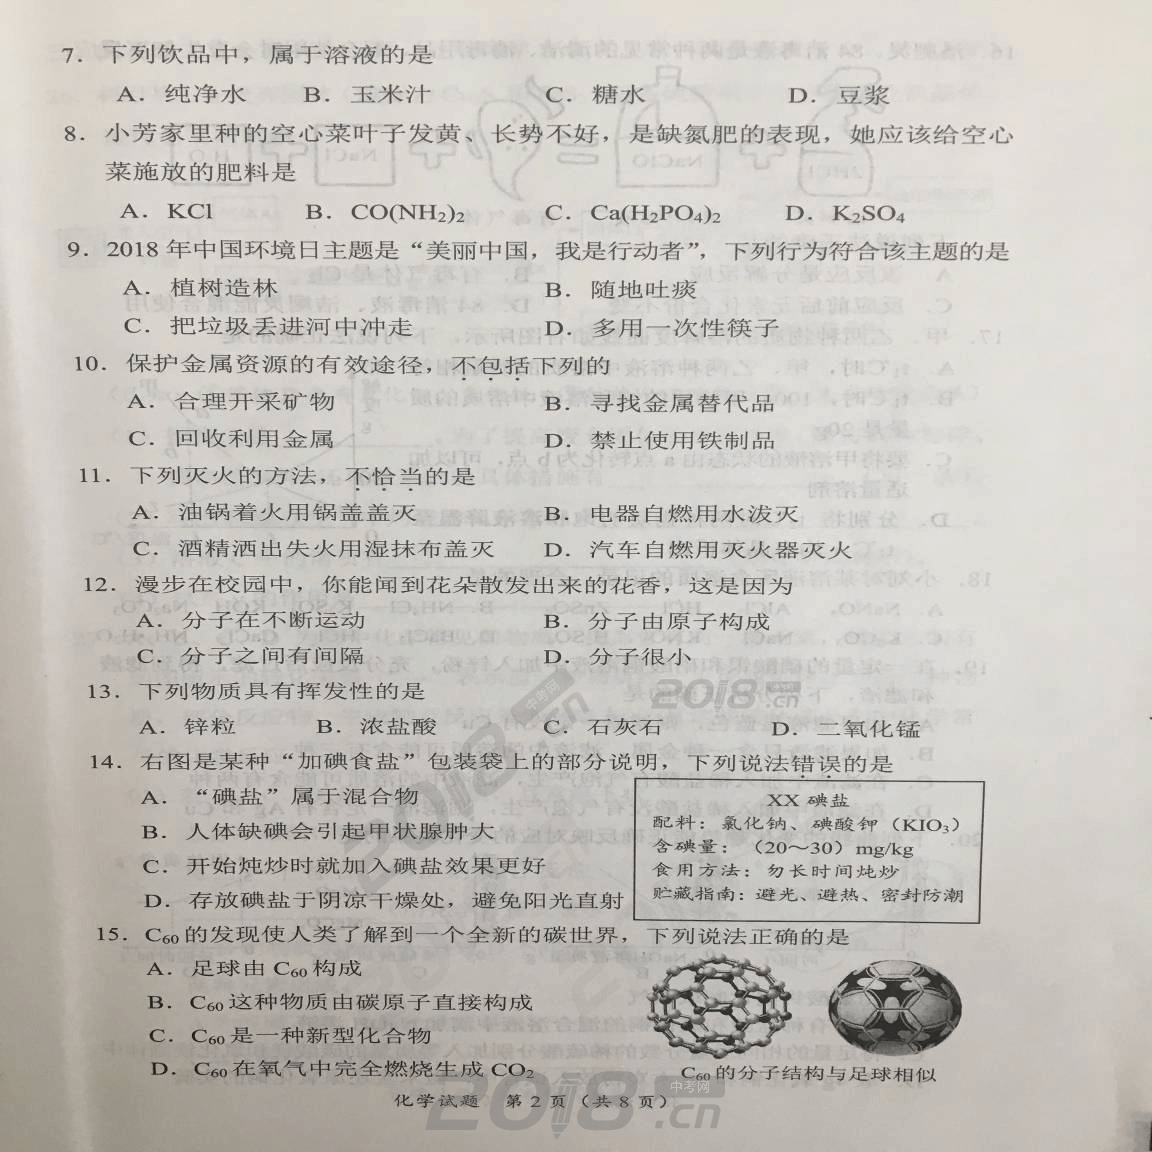 7. 下列饮品中，属于溶液的是
A. 纯净水 B. 玉米汁 C. 糖水 D. 豆浆
8. 小芳家里种的空心菜叶子发黄、长势不好，是缺氮肥的表现，她应该给空心
菜施放的肥料是
A. KCl B. CO(NH₂)₂ C. Ca(H₂PO₄)₂ D. K₂SO₄
9. 2018年中国环境日主题是“美丽中国，我是行动者”，下列行为符合该主题的是
A. 植树造林 B. 随地吐痰
C. 把垃圾丢进河中冲走 D. 多用一次性筷子
10. 保护金属资源的有效途径，不包括下列的
A. 合理开采矿物 B. 寻找金属替代品
C. 回收利用金属 D. 禁止使用铁制品
11. 下列灭火的方法，不恰当的是
A. 油锅着火用锅盖盖灭 B. 电器自燃用水泼灭
C. 酒精洒出失火用湿抹布盖灭 D. 汽车自燃用灭火器灭火
12. 漫步在校园中，你能闻到花朵散发出来的花香，这是因为
A. 分子在不断运动 B. 分子由原子构成
C. 分子之间有间隔 D. 分子很小
13. 下列物质具有挥发性的是
A. 锌粒 B. 浓盐酸 C. 石灰石 D. 二氧化锰
14. 右图是某种“加碘食盐”包装袋上的部分说明，下列说法错误的是
A. “碘盐”属于混合物
B. 人体缺碘会引起甲状腺肿大
C. 开始炖炒时就加入碘盐效果更好
D. 存放碘盐于阴凉干燥处，避免阳光直射
XX 碘盐
配料：氯化钠、碘酸钾（KIO₃）
含碘量：（20～30）mg/kg
食用方法：勿长时间炖炒
贮藏指南：避光、避热、密封防潮
15. C₆₀的发现使人类了解到一个全新的碳世界，下列说法正确的是
A. 足球由 C₆₀ 构成
B. C₆₀ 这种物质由碳原子直接构成
C. C₆₀ 是一种新型化合物
D. C₆₀ 在氧气中完全燃烧生成 CO₂
C₆₀ 的分子结构与足球相似
化学试题 第 2 页（共 8 页）
2018.cn
中考网